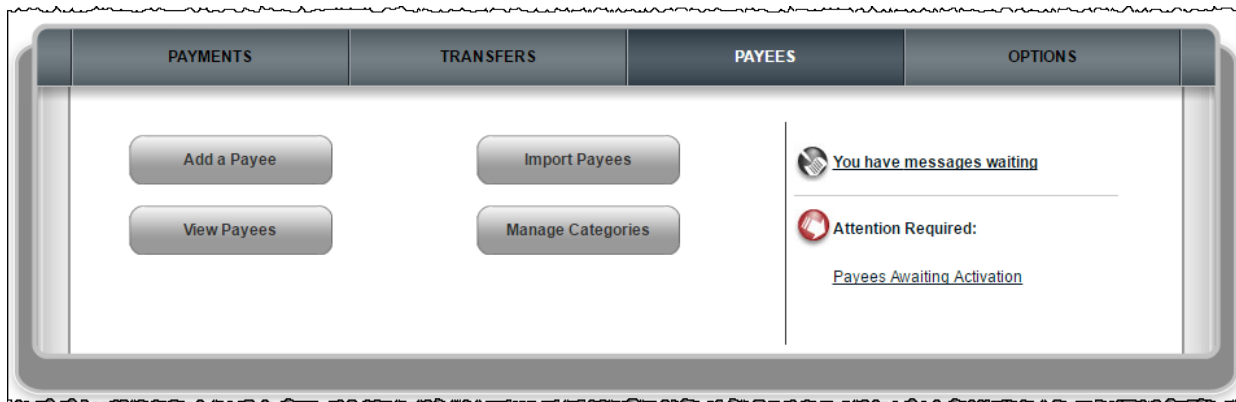 PAYMENTS
TRANSFERS
PAYEES
OPTIONS
Add a Payee
Import Payees
View Payees
Manage Categories
You have messages waiting
Attention Required:
Payees Awaiting Activation